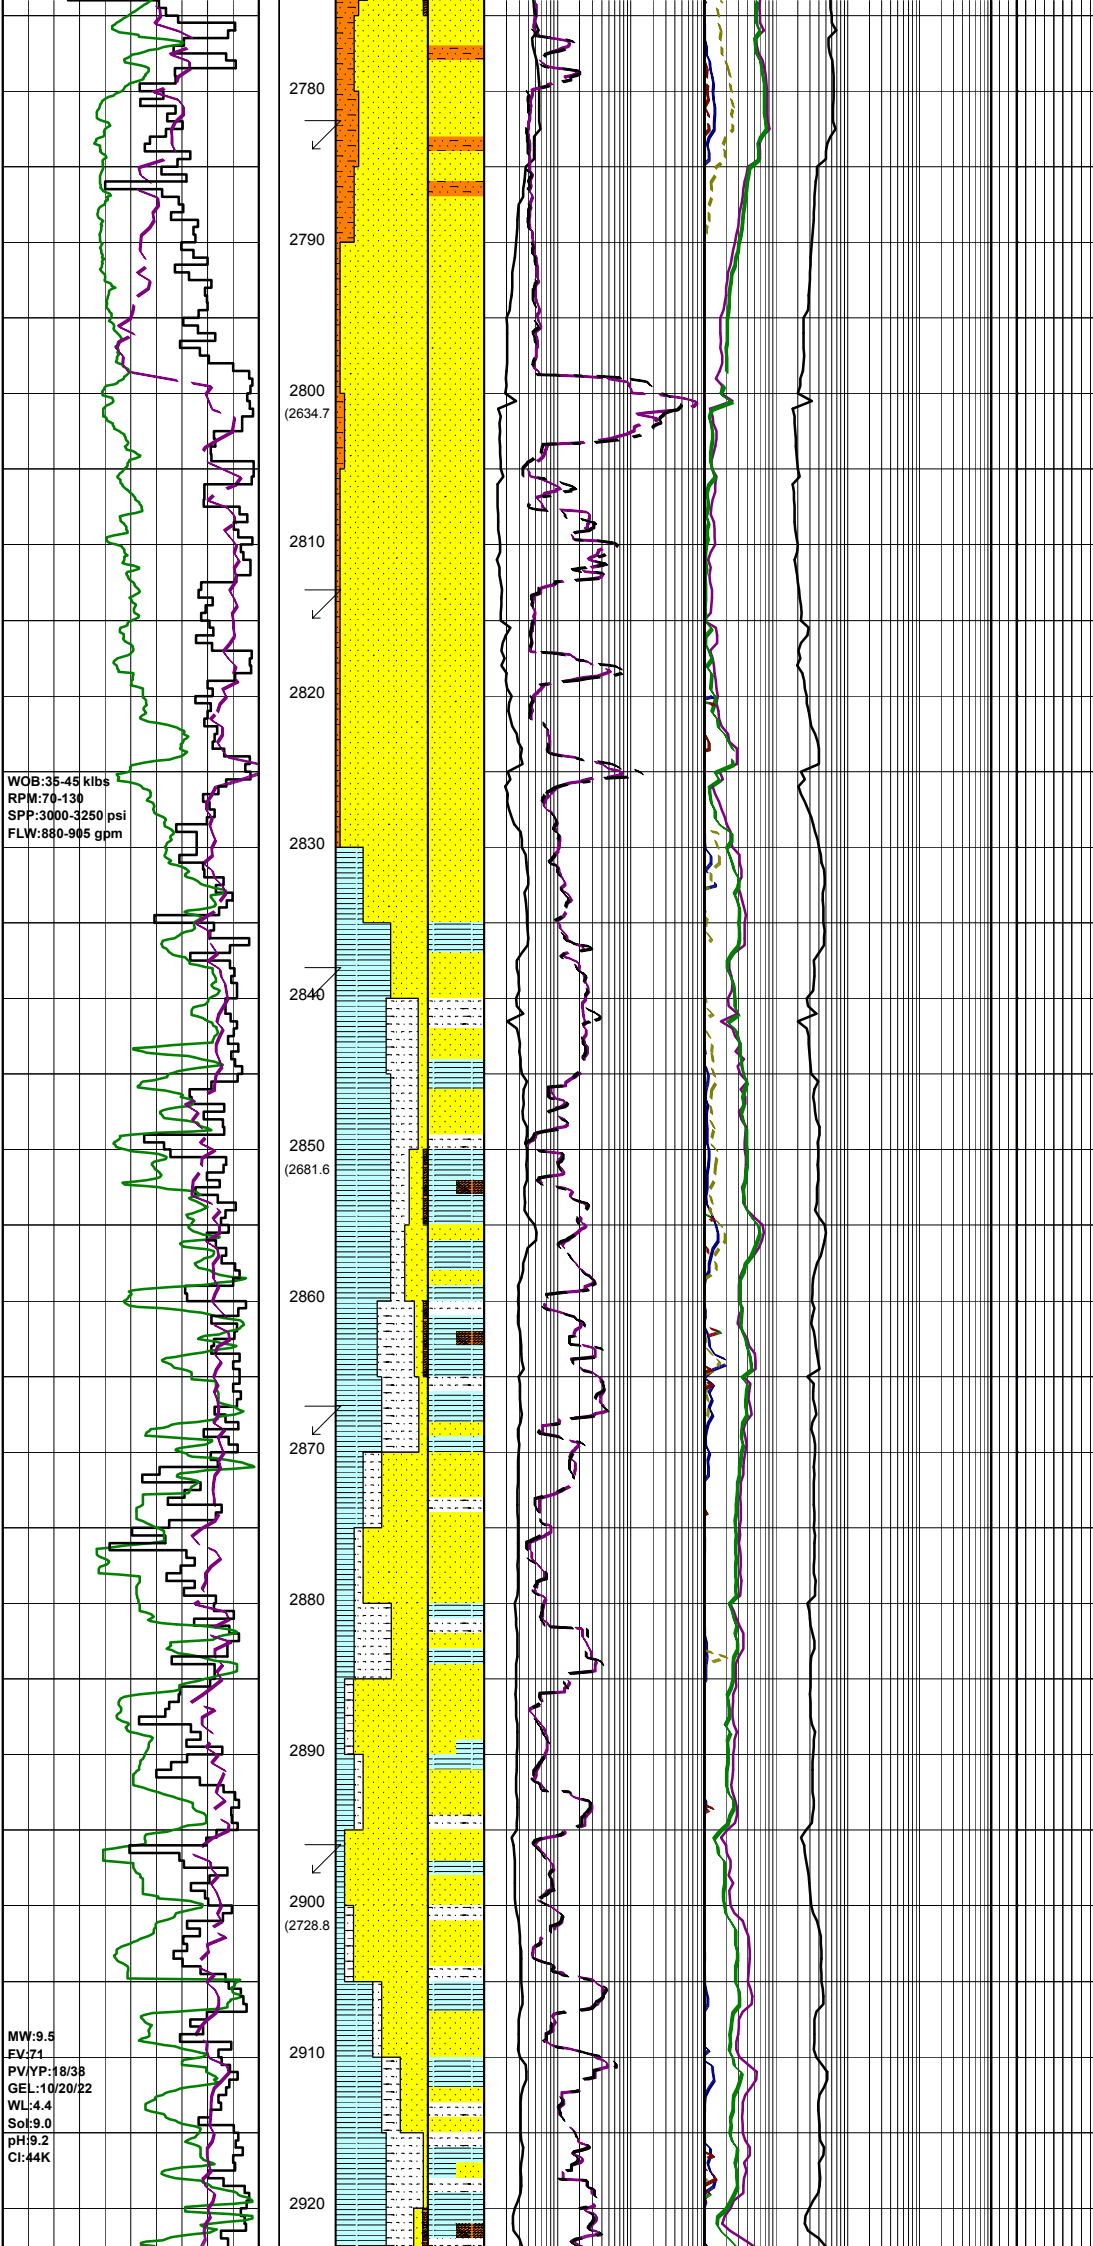 2780
2790
2800
(2634.7
2810
2820
WOB:35-45 klbs
RPM:70-130
SPP:3000-3250 psi
FLW:880-905 gpm
2830
2840
2850
(2681.6
2860
2870
2880
2890
2900
(2728.8
MW:9.5
FV:71
2910
PV/YP:18/38
GEL:10/20/22
WL:4.4
Sol:9.0
pH:9.2
Cl:44K
2920